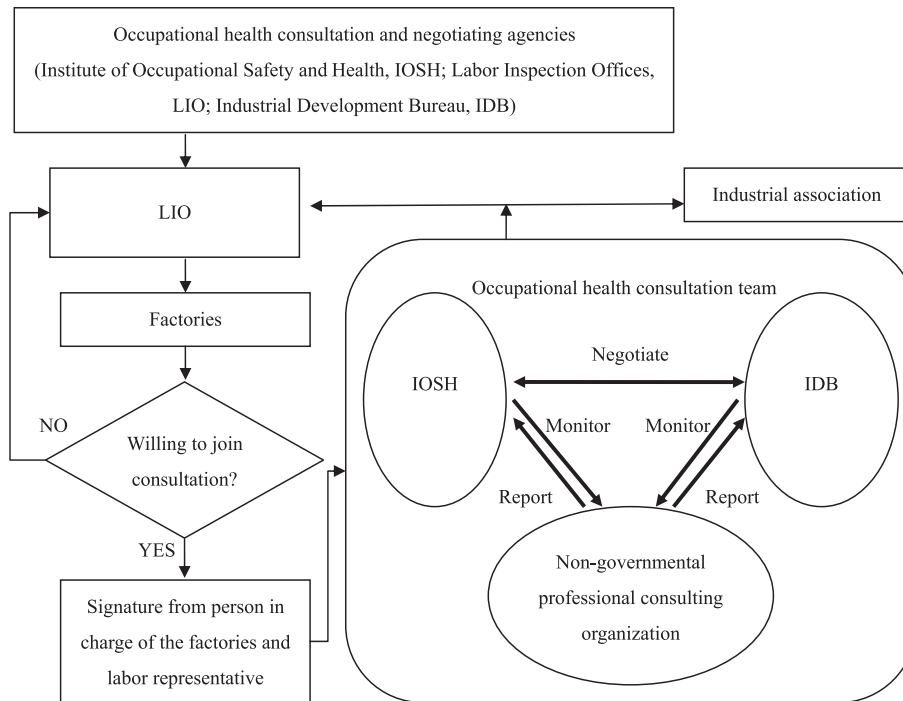 Occupational health consultation and negotiating agencies
(Institute of Occupational Safety and Health, IOSH; Labor Inspection Offices,
LIO; Industrial Development Bureau, IDB)
LIO
Industrial association
Factories
Occupational health consultation team
IOSH
Negotiate
IDB
NO
Willing to join
consultation?
Monitor
Monitor
Report
Report
YES
Non-governmental
professional consulting
organization
Signature from person in
charge of the factories and
labor representative